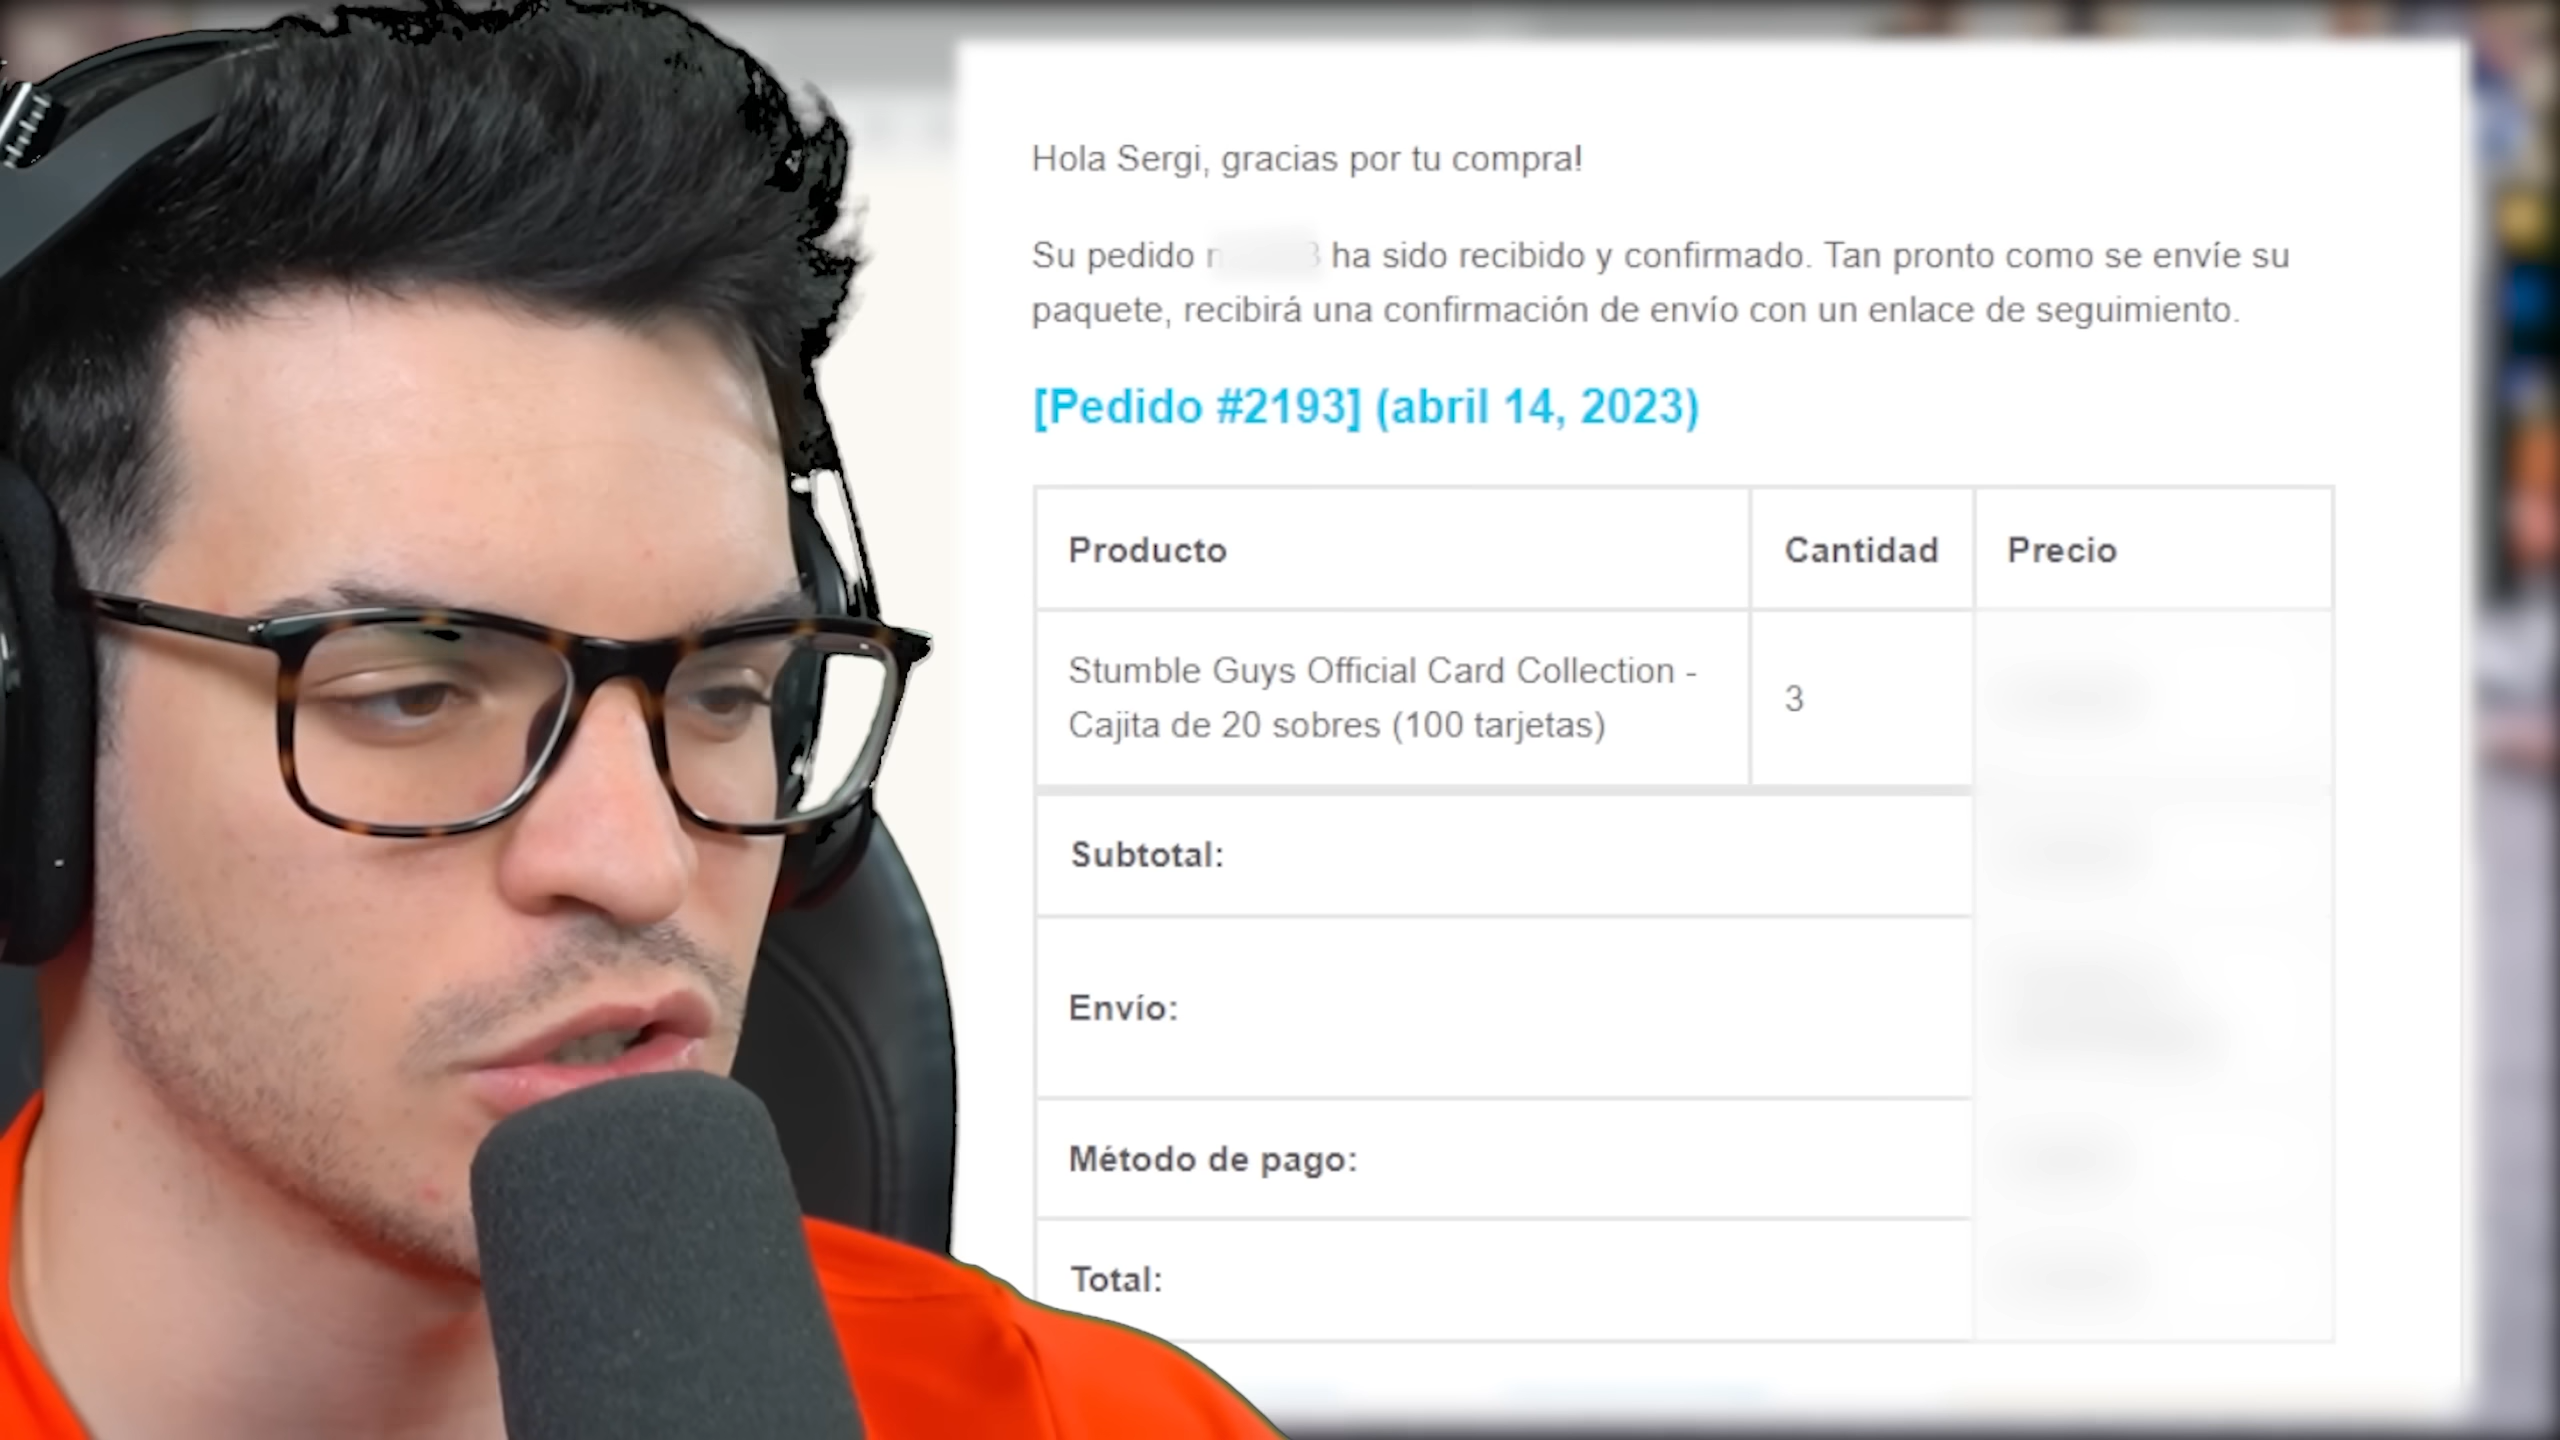 Hola Sergi, gracias por tu compra!
Su pedido ha sido recibido y confirmado. Tan pronto como se envíe su
paquete, recibirá una confirmación de envío con un enlace de seguimiento.
[Pedido #2193] (abril 14, 2023)
Producto Cantidad Precio
Stumble Guys Official Card Collection -
Cajita de 20 sobres (100 tarjetas)
3
Subtotal:
Envío:
Método de pago:
Total: